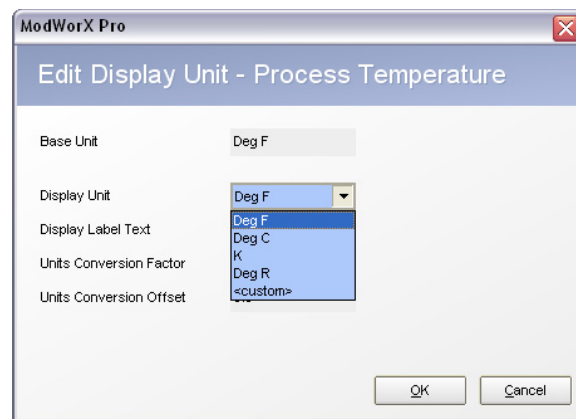 ModWorX Pro
Edit Display Unit - Process Temperature
Base Unit Deg F
Display Unit Deg F
Deg F
Display Label Text
Deg C
K
Units Conversion Factor
Deg R
<custom>
Units Conversion Offset
OK Cancel